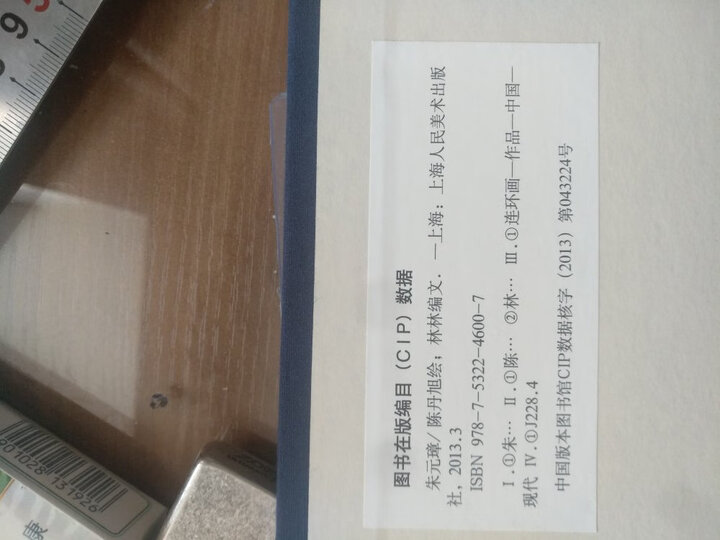 图书在版编目（CIP）数据
朱元璋/ 陈丹旭绘；林林编文. —上海：上海人民美术出版
社，2013.3
ISBN 978-7-5322-4600-7
Ⅰ.①朱… Ⅱ.①陈… ②林… Ⅲ.①连环画—作品—中国—
现代 Ⅳ.①J228.4
中国版本图书馆CIP数据核字（2013）第043224号
901028 131926
康
9